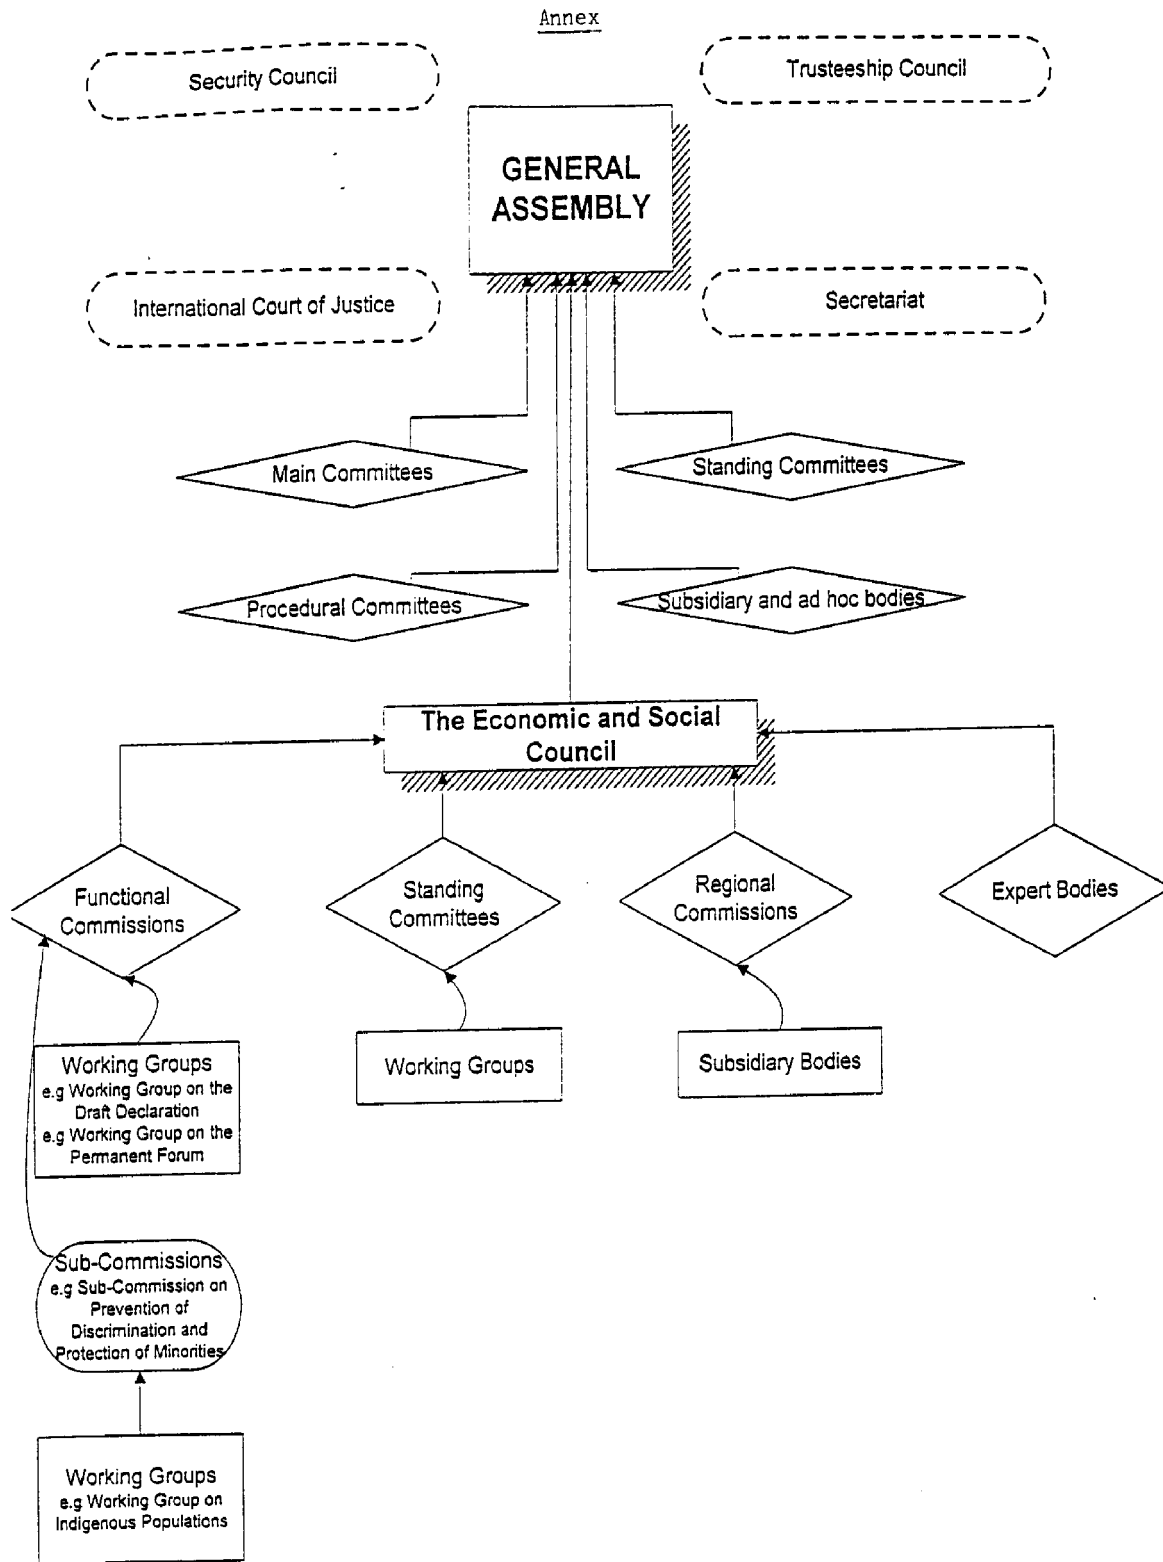 Annex
Security Council
Trusteeship Council
GENERAL
ASSEMBLY
International Court of Justice
Secretariat
Main Committees
Standing Committees
Procedural Committees
Subsidiary and ad hoc bodies
The Economic and Social
Council
Functional
Commissions
Standing
Committees
Regional
Commissions
Expert Bodies
Working Groups
e.g Working Group on the
Draft Declaration
e.g Working Group on the
Permanent Forum
Working Groups
Subsidiary Bodies
Sub-Commissions
e.g Sub-Commission on
Prevention of
Discrimination and
Protection of Minorities
Working Groups
e.g Working Group on
Indigenous Populations